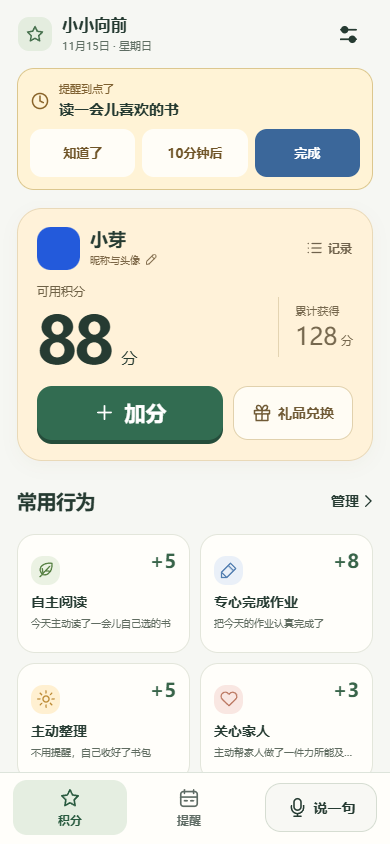 小小向前
11月15日 · 星期日
提醒到点了
读一会儿喜欢的书
知道了
10分钟后
完成
小芽
昵称与头像
记录
可用积分
88 分
累计获得
128 分
+ 加分
礼品兑换
常用行为
管理
+5
自主阅读
今天主动读了一会儿自己选的书
+8
专心完成作业
把今天的作业认真完成了
+5
主动整理
不用提醒，自己收好了书包
+3
关心家人
主动帮家人做了一件力所能及...
积分
提醒
说一句